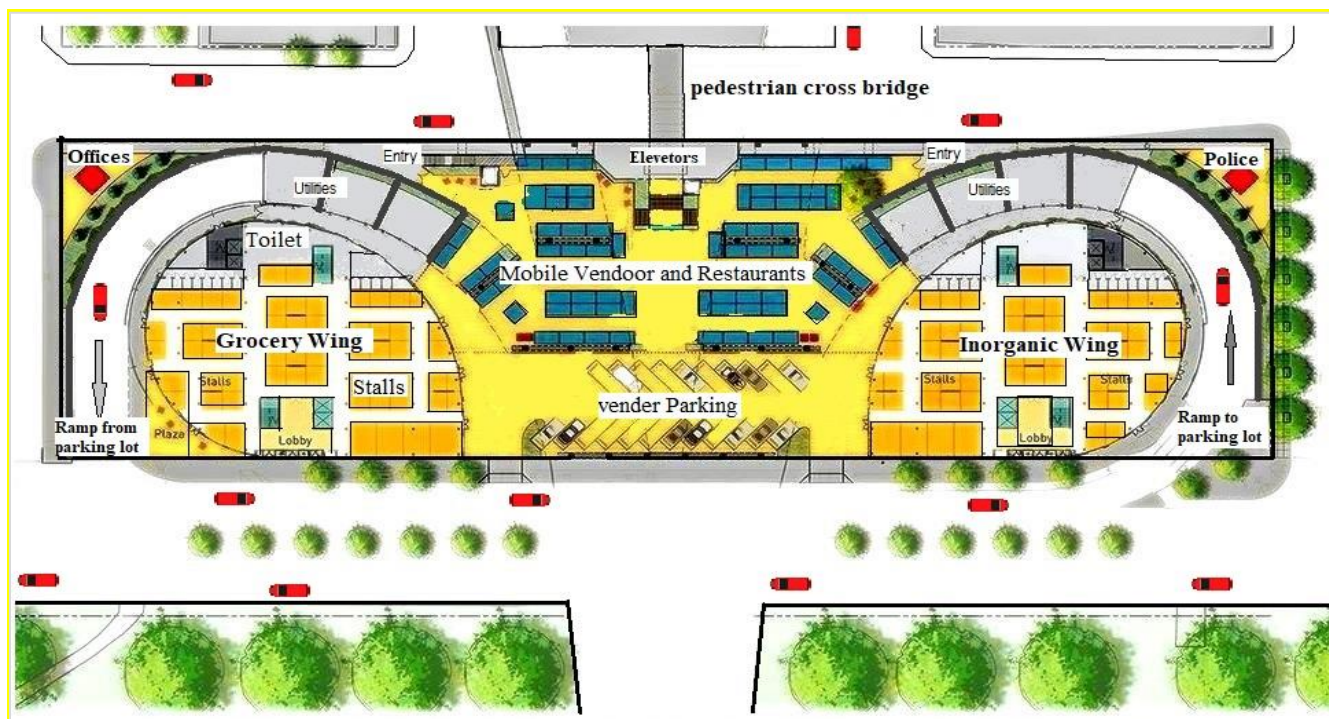 pedestrian cross bridge
Offices
Entry
Elevetors
Entry
Police
Utilities
Utilities
Toilet
Mobile Vendoor and Restaurants
Grocery Wing
Inorganic Wing
Stalls
Stalls
Stalls
Stalls
vender Parking
Ramp from
parking lot
Plaza
Lobby
Lobby
Ramp to
parking lot